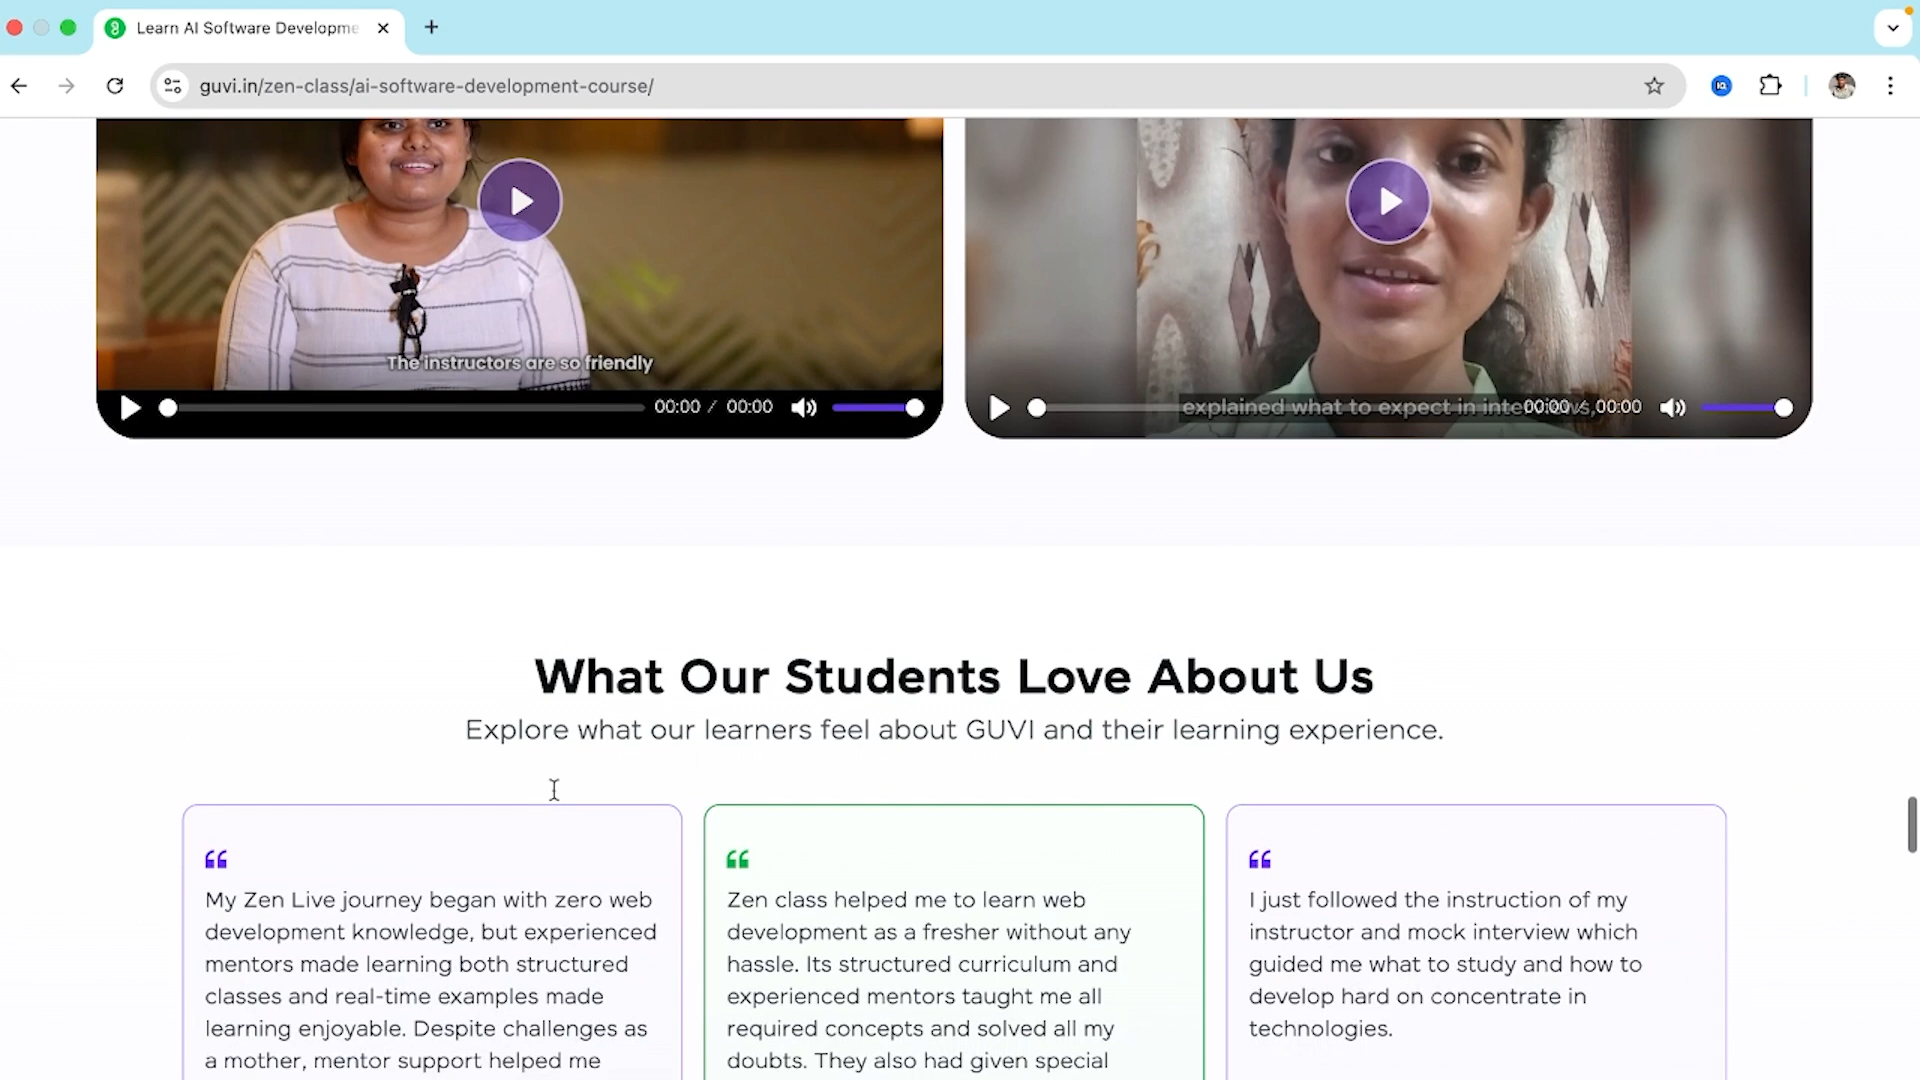 Learn AI Software Developme
guvi.in/zen-class/ai-software-development-course/
The instructors are so friendly
00:00 / 00:00
explained what to expect in interviews,
00:00 / 00:00
What Our Students Love About Us
Explore what our learners feel about GUVI and their learning experience.
My Zen Live journey began with zero web
development knowledge, but experienced
mentors made learning both structured
classes and real-time examples made
learning enjoyable. Despite challenges as
a mother, mentor support helped me
Zen class helped me to learn web
development as a fresher without any
hassle. Its structured curriculum and
experienced mentors taught me all
required concepts and solved all my
doubts. They also had given special
I just followed the instruction of my
instructor and mock interview which
guided me what to study and how to
develop hard on concentrate in
technologies.